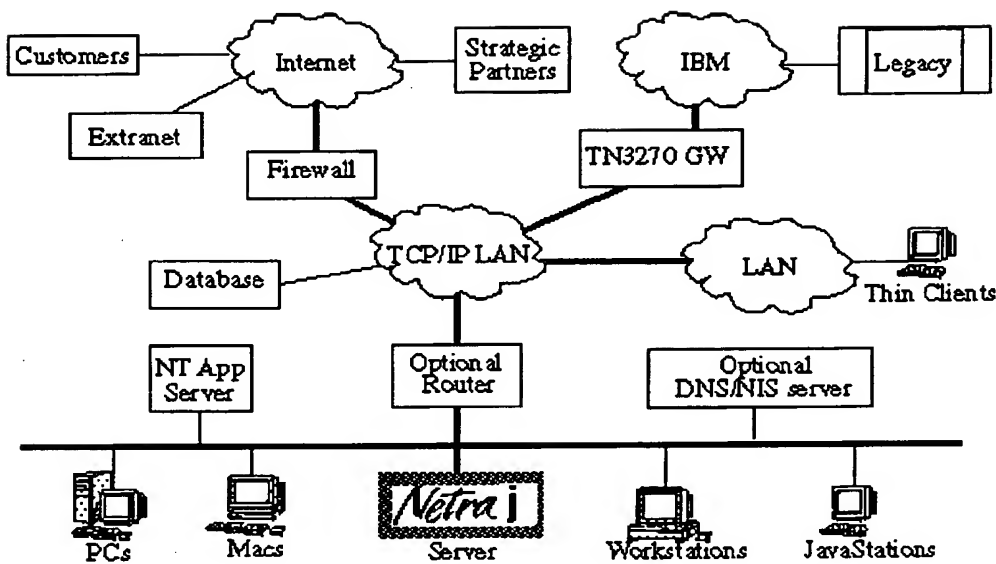 Customers
Internet
Strategic
Partners
IBM
Legacy
Extranet
Firewall
TN3270 GW
TCP/IP LAN
LAN
Thin Clients
Database
NT App
Server
Optional
Router
Optional
DNS/NIS server
Netra j
PCs
Macs
Server
Workstations
JavaStations